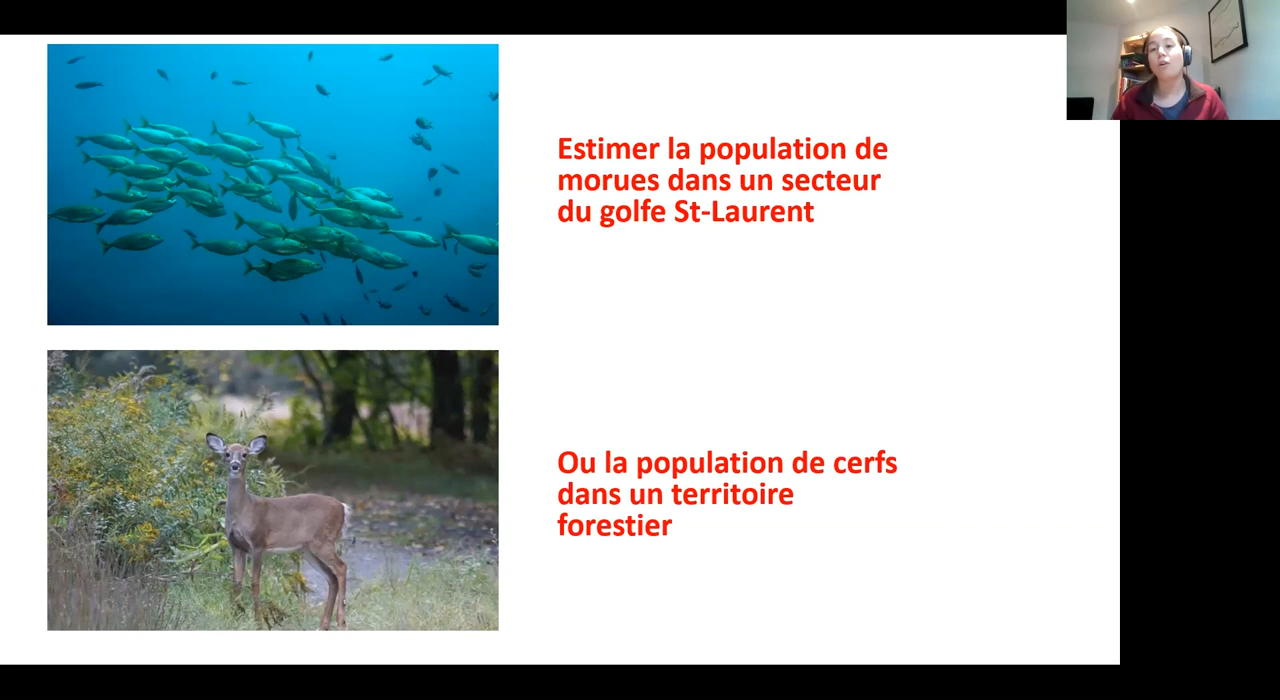 Estimer la population de
morues dans un secteur
du golfe St-Laurent
Ou la population de cerfs
dans un territoire
forestier